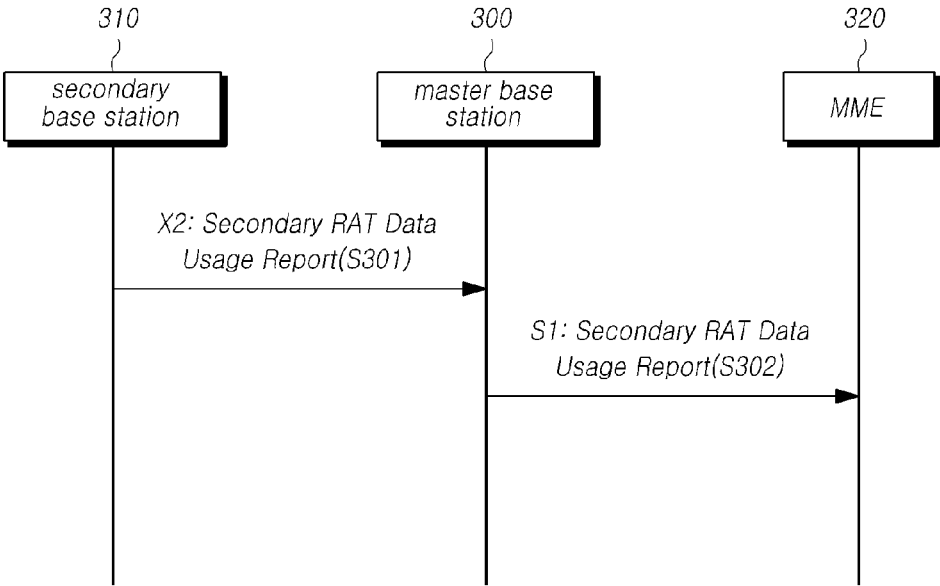 310
300
320
secondary
base station
master base
station
MME
X2: Secondary RAT Data
Usage Report(S301)
S1: Secondary RAT Data
Usage Report(S302)